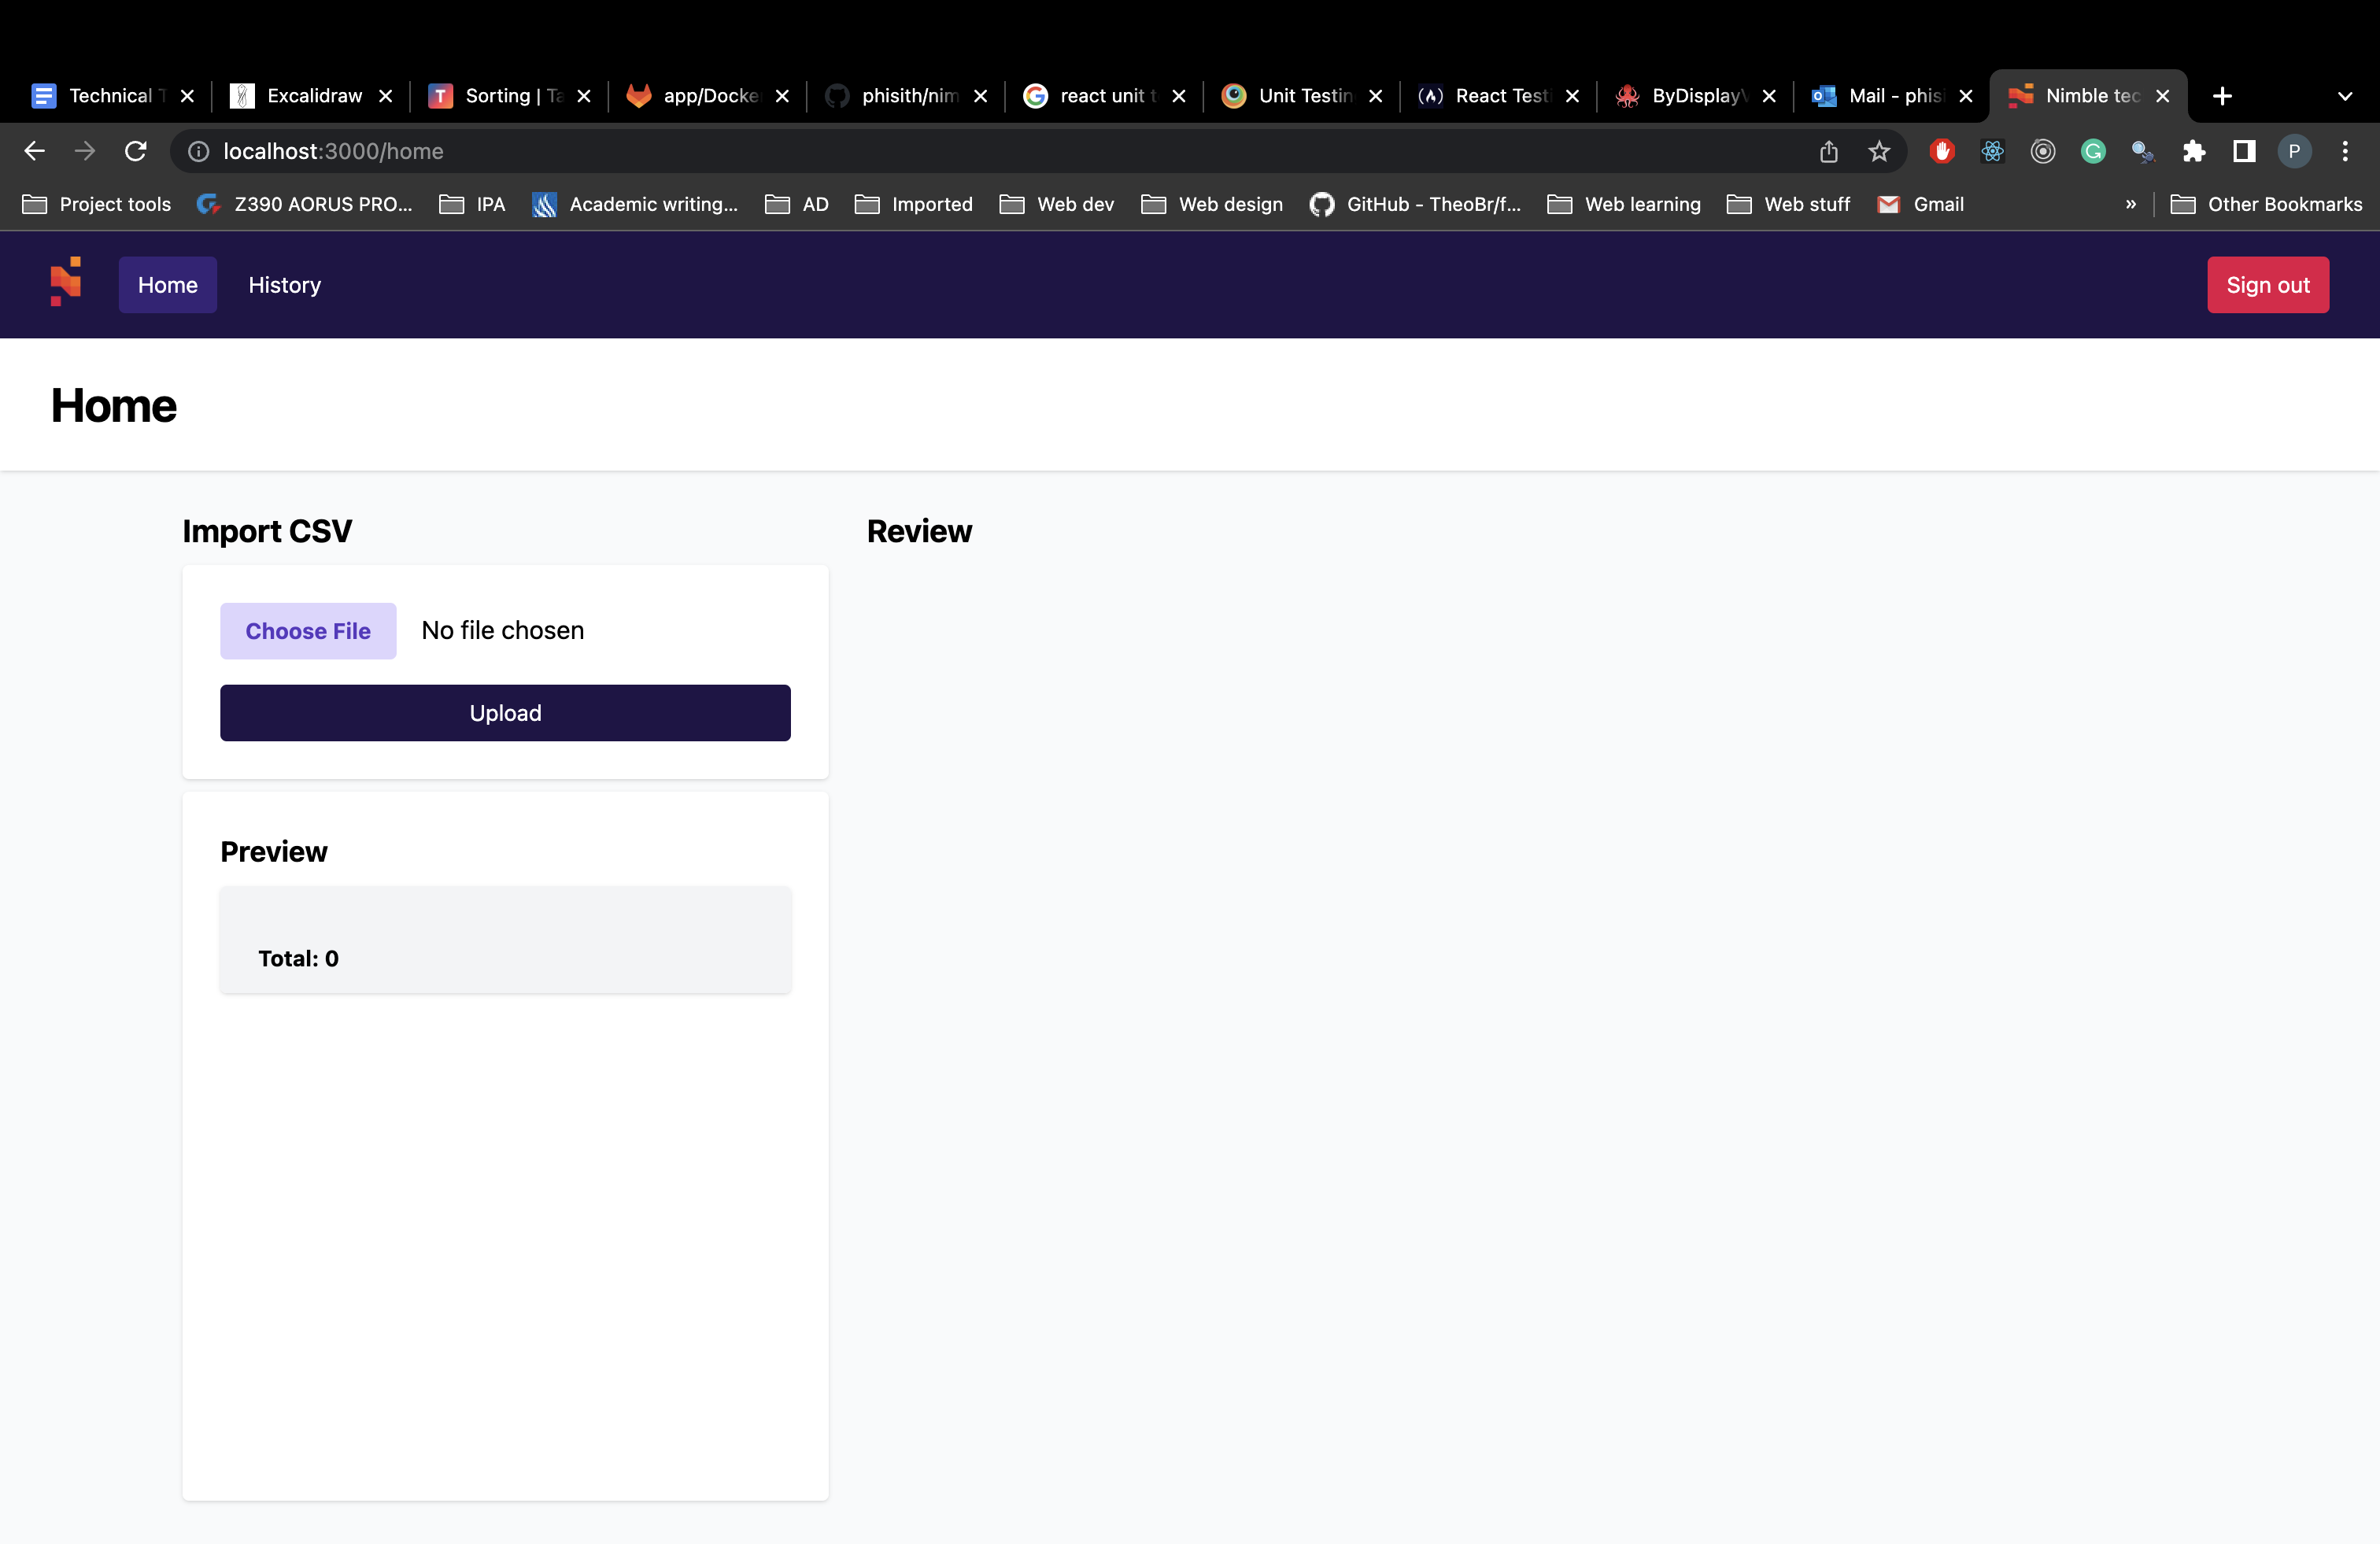 Technical T
Excalidraw
Sorting | Ta
app/Docke
phisith/nim
react unit t
Unit Testin
React Testi
ByDisplayV
Mail - phisi
Nimble tec
localhost:3000/home
P
Project tools
Z390 AORUS PRO...
IPA
Academic writing...
AD
Imported
Web dev
Web design
GitHub - TheoBr/f...
Web learning
Web stuff
Gmail
»
Other Bookmarks
Home
History
Sign out
Home
Import CSV
Review
Choose File
No file chosen
Upload
Preview
Total: 0